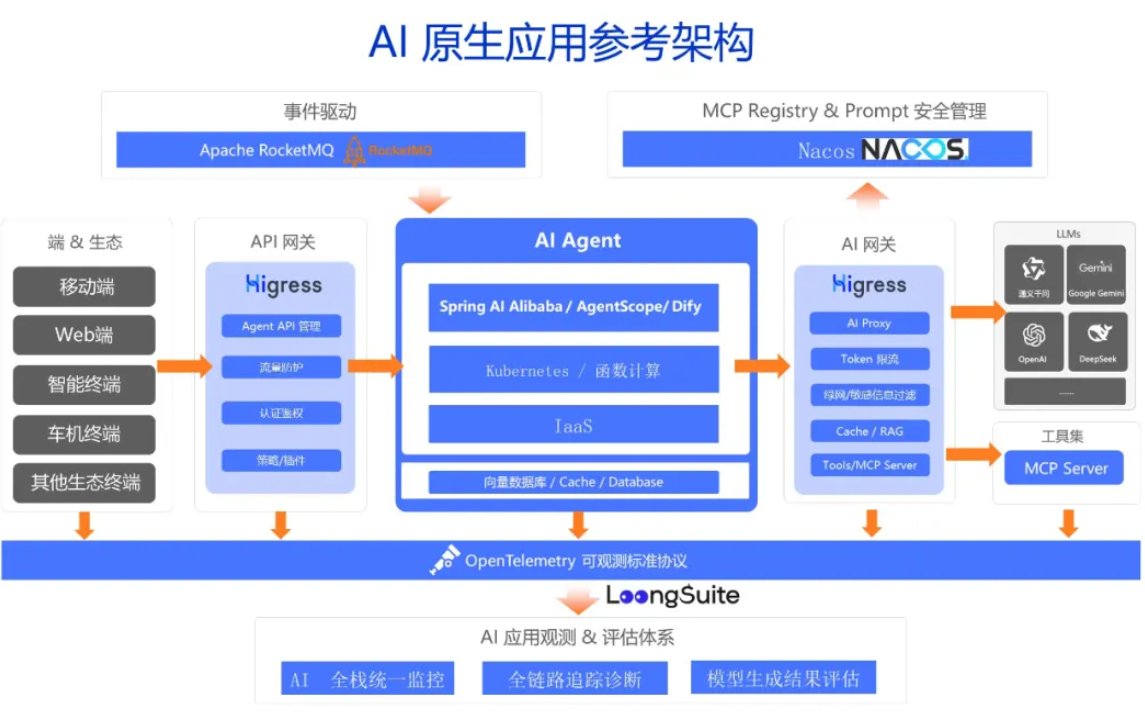 AI 原生应用参考架构
事件驱动
Apache RocketMQ RocketMQ
MCP Registry & Prompt 安全管理
Nacos NACOS.
端 & 生态
移动端
Web端
智能终端
车机终端
其他生态终端
API 网关
Higress
Agent API 管理
流量防护
认证鉴权
策略/插件
AI Agent
Spring AI Alibaba / AgentScope/ Dify
Kubernetes / 函数计算
IaaS
向量数据库 / Cache / Database
AI 网关
Higress
AI Proxy
Token 限流
绿网/敏感信息过滤
Cache / RAG
Tools/MCP Server
LLMs
通义千问
Gemini
Google Gemini
OpenAI
DeepSeek
......
工具集
MCP Server
OpenTelemetry 可观测标准协议
LoongSuite
AI 应用观测 & 评估体系
AI 全栈统一监控
全链路追踪诊断
模型生成结果评估